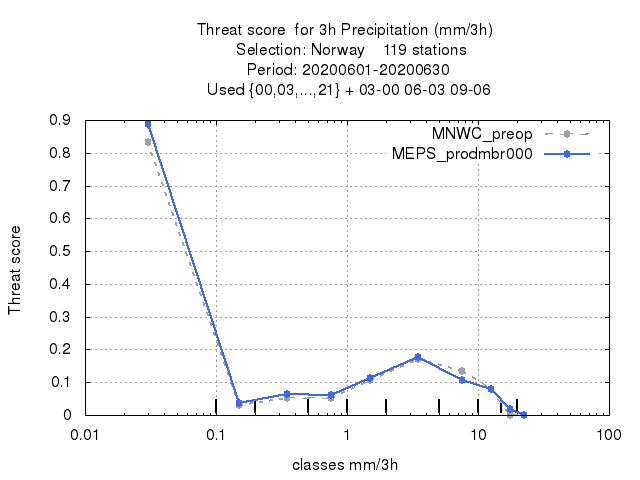 Threat score  for 3h Precipitation (mm/3h)
Selection: Norway    119 stations
Period: 20200601-20200630
Used {00,03,...,21} + 03-00 06-03 09-06
MNWC_preop
MEPS_prodmbr000
0.9
0.8
0.7
0.6
0.5
0.4
0.3
0.2
0.1
0
Threat score
0.01
0.1
1
10
100
classes mm/3h